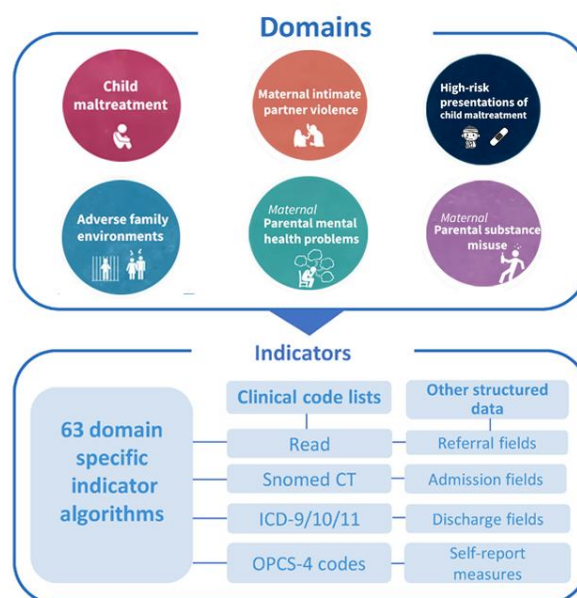 Domains
Child
maltreatment
Maternal intimate
partner violence
High-risk
presentations of
child maltreatment
Adverse family
environments
Maternal
Parental mental
health problems
Maternal
Parental substance
misuse
Indicators
63 domain
specific
indicator
algorithms
Clinical code lists
Other structured
data
Read
Referral fields
Snomed CT
Admission fields
ICD-9/10/11
Discharge fields
OPCS-4 codes
Self-report
measures